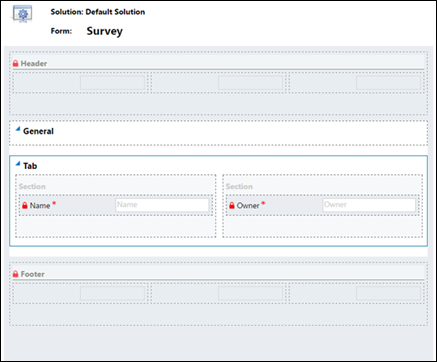 Solution: Default Solution
Form: Survey
Header
General
Tab
Section Section
Name * Name Owner * Owner
Footer